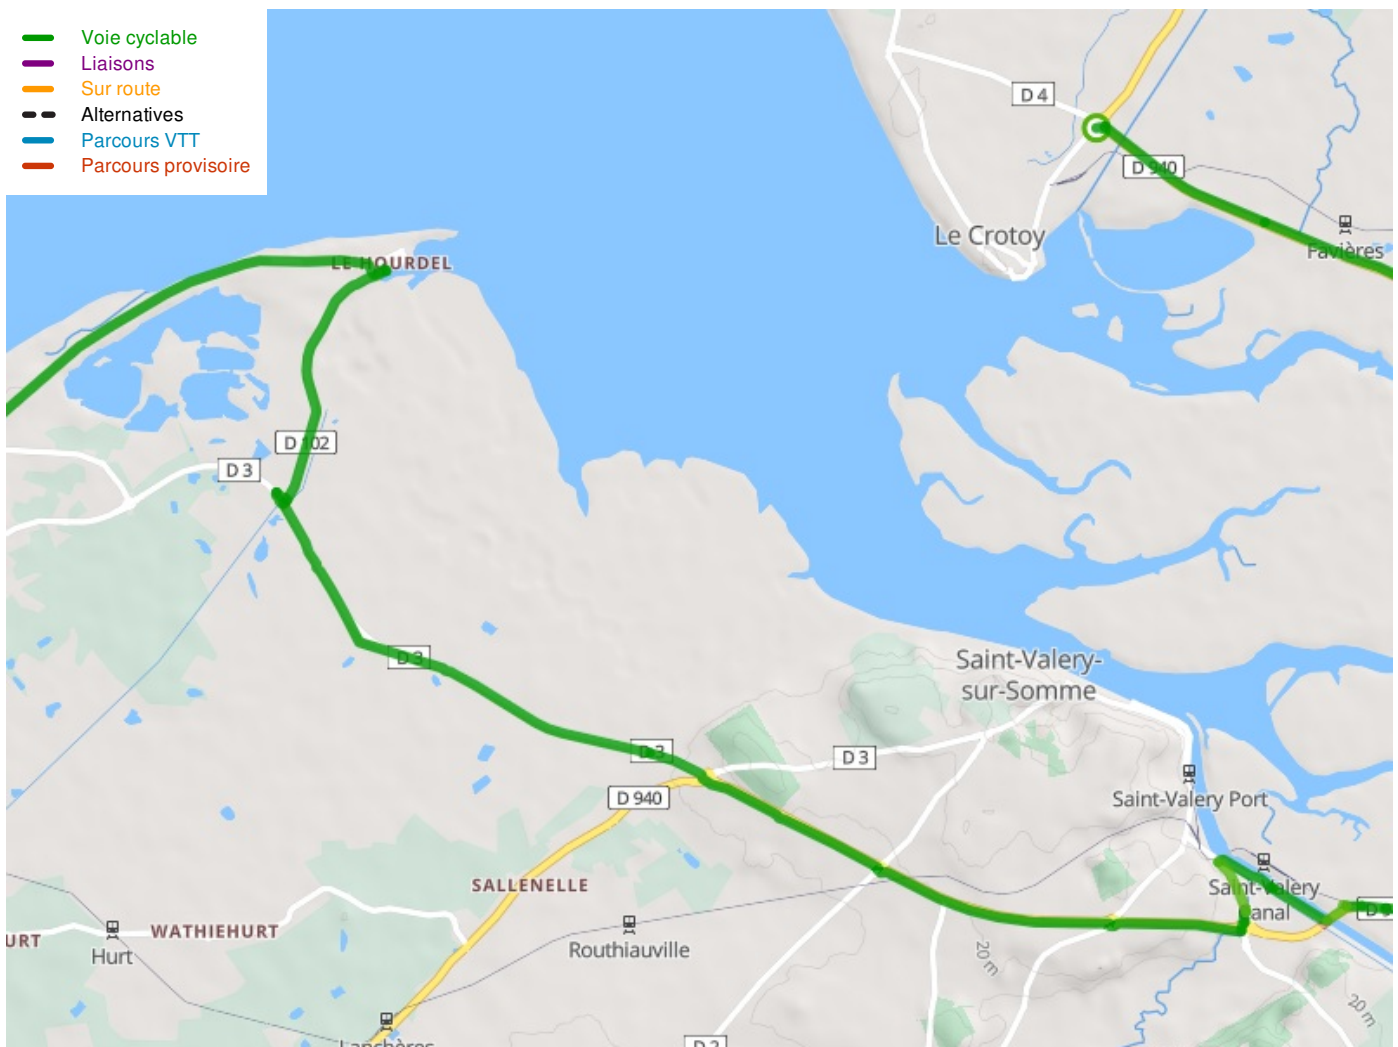 Voie cyclable
Liaisons
Sur route
Alternatives
Parcours VTT
Parcours provisoire
D 4
D 940
Le Crotoy
Favières
LE HOURDEL
D 102
D 3
D 3
Saint-Valery-
sur-Somme
D 3
D 3
D 940
Saint-Valery Port
SALLENELLE
Saint-Valery
Canal
URT
WATHIEHURT
Hurt
Routhiauville
20 m
20 m
Lanchères